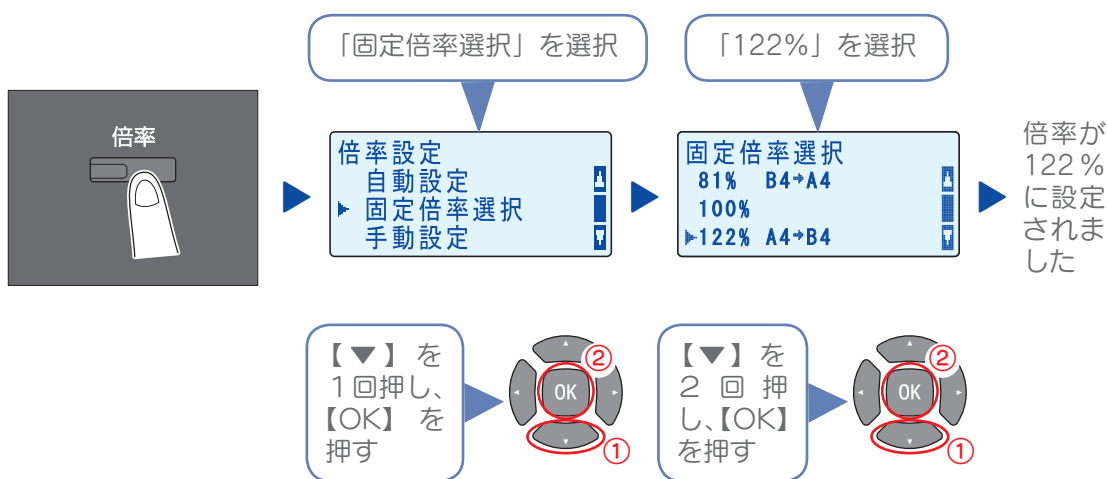 「固定倍率選択」を選択
「122%」を選択
倍率
倍率設定
自動設定
固定倍率選択
手動設定
固定倍率選択
81% B4→A4
100%
122% A4→B4
倍率が
122%
に設定
されま
した
【▼】を
1回押し、
【OK】を
押す
②
OK
①
【▼】を
2回押
し、【OK】
を押す
②
OK
①